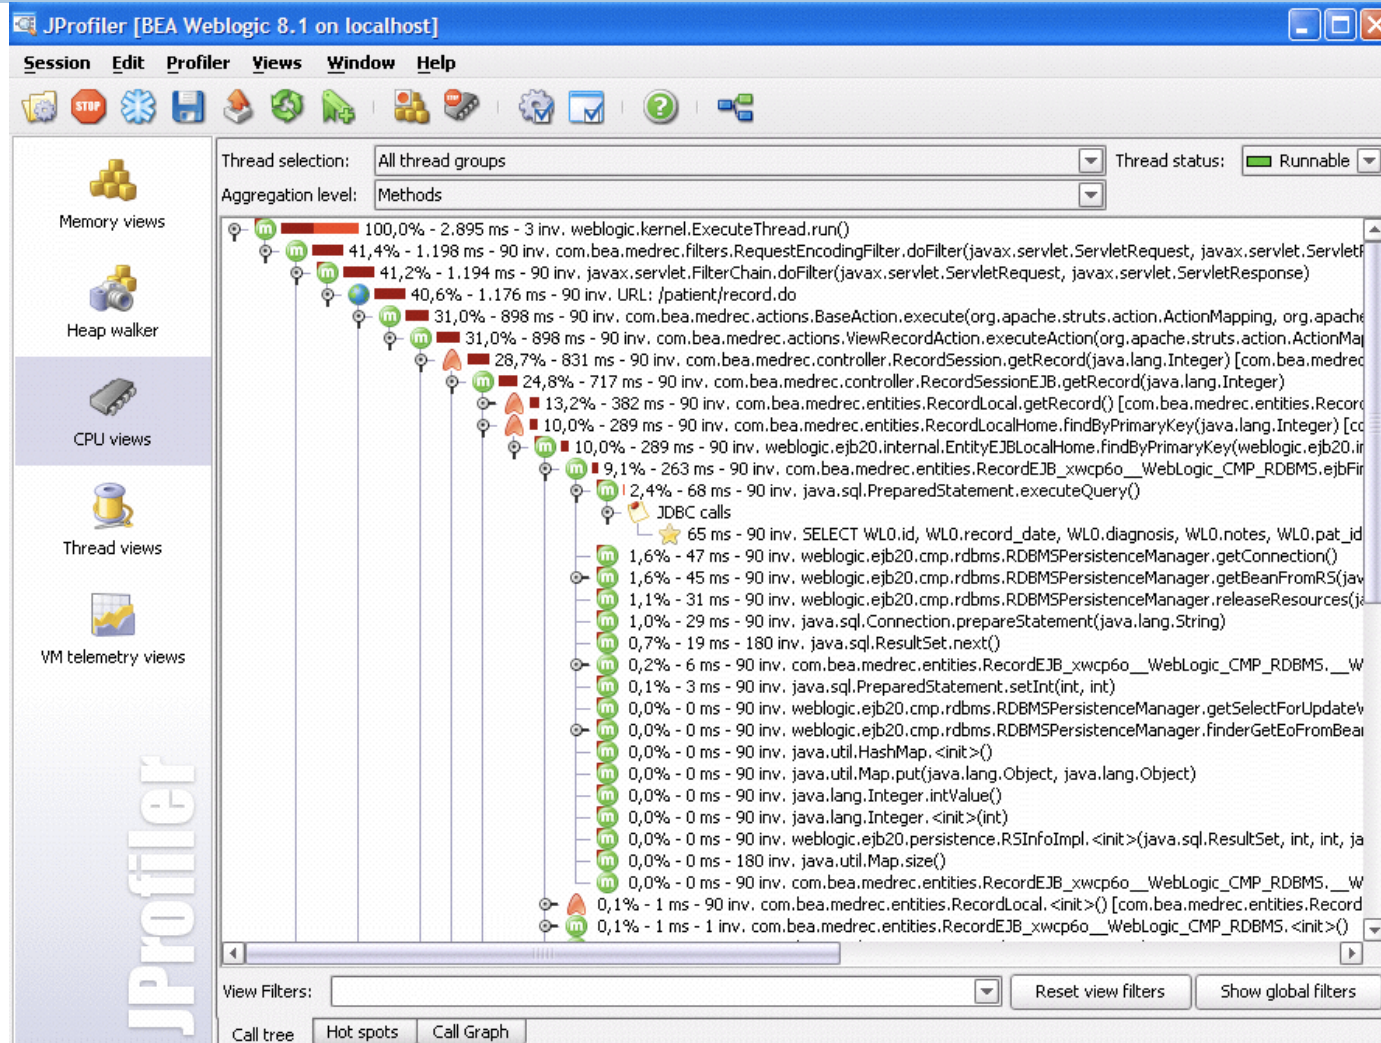 JProfiler [BEA Weblogic 8.1 on localhost]
Session Edit Profiler Views Window Help
STOP
STOP
Thread selection: All thread groups Thread status: Runnable
Aggregation level: Methods
Memory views
Heap walker
CPU views
Thread views
VM telemetry views
JProfiler
100,0% - 2.895 ms - 3 inv. weblogic.kernel.ExecuteThread.run()
41,4% - 1.198 ms - 90 inv. com.bea.medrec.filters.RequestEncodingFilter.doFilter(javax.servlet.ServletRequest, javax.servlet.ServletR
41,2% - 1.194 ms - 90 inv. javax.servlet.FilterChain.doFilter(javax.servlet.ServletRequest, javax.servlet.ServletResponse)
40,6% - 1.176 ms - 90 inv. URL: /patient/record.do
31,0% - 898 ms - 90 inv. com.bea.medrec.actions.BaseAction.execute(org.apache.struts.action.ActionMapping, org.apache
31,0% - 898 ms - 90 inv. com.bea.medrec.actions.ViewRecordAction.executeAction(org.apache.struts.action.ActionMap
28,7% - 831 ms - 90 inv. com.bea.medrec.controller.RecordSession.getRecord(java.lang.Integer) [com.bea.medrec
24,8% - 717 ms - 90 inv. com.bea.medrec.controller.RecordSessionEJB.getRecord(java.lang.Integer)
13,2% - 382 ms - 90 inv. com.bea.medrec.entities.RecordLocal.getRecord() [com.bea.medrec.entities.Recor
10,0% - 289 ms - 90 inv. com.bea.medrec.entities.RecordLocalHome.findByPrimaryKey(java.lang.Integer) [co
10,0% - 289 ms - 90 inv. weblogic.ejb20.internal.EntityEJBLocalHome.findByPrimaryKey(weblogic.ejb20.in
9,1% - 263 ms - 90 inv. com.bea.medrec.entities.RecordEJB_xwcp6o__WebLogic_CMP_RDBMS.ejbFin
2,4% - 68 ms - 90 inv. java.sql.PreparedStatement.executeQuery()
JDBC calls
65 ms - 90 inv. SELECT WL0.id, WL0.record_date, WL0.diagnosis, WL0.notes, WL0.pat_id
1,6% - 47 ms - 90 inv. weblogic.ejb20.cmp.rdbms.RDBMSPersistenceManager.getConnection()
1,6% - 45 ms - 90 inv. weblogic.ejb20.cmp.rdbms.RDBMSPersistenceManager.getBeanFromRS(jav
1,1% - 31 ms - 90 inv. weblogic.ejb20.cmp.rdbms.RDBMSPersistenceManager.releaseResources(ja
1,0% - 29 ms - 90 inv. java.sql.Connection.prepareStatement(java.lang.String)
0,7% - 19 ms - 180 inv. java.sql.ResultSet.next()
0,2% - 6 ms - 90 inv. com.bea.medrec.entities.RecordEJB_xwcp6o__WebLogic_CMP_RDBMS.__W
0,1% - 3 ms - 90 inv. java.sql.PreparedStatement.setInt(int, int)
0,0% - 0 ms - 90 inv. weblogic.ejb20.cmp.rdbms.RDBMSPersistenceManager.getSelectForUpdateV
0,0% - 0 ms - 90 inv. weblogic.ejb20.cmp.rdbms.RDBMSPersistenceManager.finderGetEoFromBea
0,0% - 0 ms - 90 inv. java.util.HashMap.<init>()
0,0% - 0 ms - 90 inv. java.util.Map.put(java.lang.Object, java.lang.Object)
0,0% - 0 ms - 90 inv. java.lang.Integer.intValue()
0,0% - 0 ms - 90 inv. java.lang.Integer.<init>(int)
0,0% - 0 ms - 90 inv. weblogic.ejb20.persistence.RSInfoImpl.<init>(java.sql.ResultSet, int, int, ja
0,0% - 0 ms - 180 inv. java.util.Map.size()
0,0% - 0 ms - 90 inv. com.bea.medrec.entities.RecordEJB_xwcp6o__WebLogic_CMP_RDBMS.__W
0,1% - 1 ms - 90 inv. com.bea.medrec.entities.RecordLocal.<init>() [com.bea.medrec.entities.Record
0,1% - 1 ms - 1 inv. com.bea.medrec.entities.RecordEJB_xwcp6o__WebLogic_CMP_RDBMS.<init>()
View Filters: Reset view filters Show global filters
Call tree Hot spots Call Graph